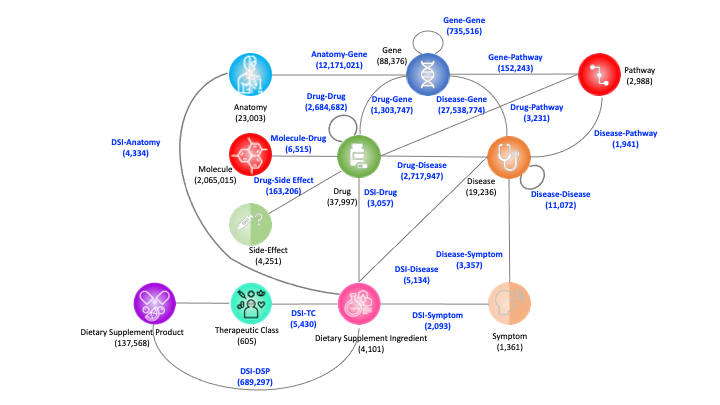 Gene-Gene
(735,516)
Gene
(88,376)
Anatomy-Gene
(12,171,021)
Gene-Pathway
(152,243)
Pathway
(2,988)
Anatomy
(23,003)
Drug-Drug
(2,684,682)
Drug-Gene
(1,303,747)
Disease-Gene
(27,538,774)
Drug-Pathway
(3,231)
Disease-Pathway
(1,941)
DSI-Anatomy
(4,334)
Molecule-Drug
(6,515)
Molecule
(2,065,015)
Drug-Side Effect
(163,206)
Drug-Disease
(2,717,947)
Drug
(37,997)
DSI-Drug
(3,057)
Disease
(19,236)
Disease-Disease
(11,072)
Side-Effect
(4,251)
Disease-Symptom
(3,357)
DSI-Disease
(5,134)
Dietary Supplement Product
(137,568)
Therapeutic Class
(605)
DSI-TC
(5,430)
Dietary Supplement Ingredient
(4,101)
DSI-Symptom
(2,093)
Symptom
(1,361)
DSI-DSP
(689,297)